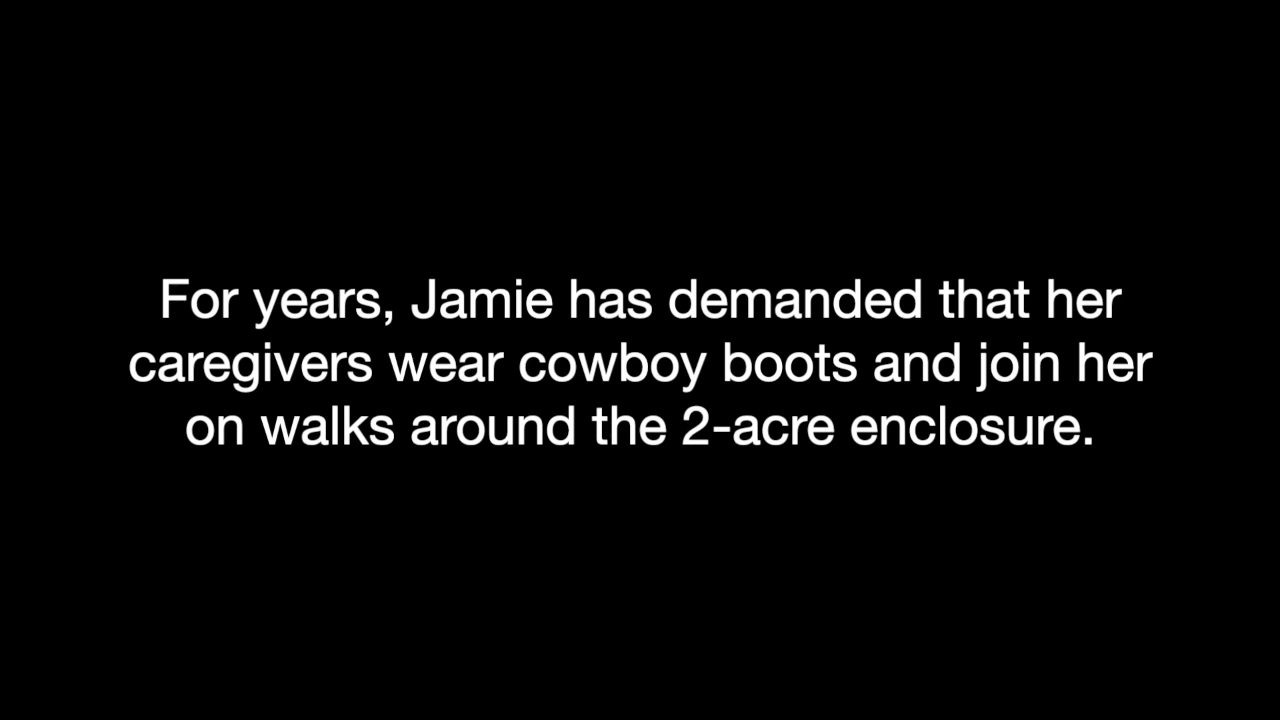 For years, Jamie has demanded that her
caregivers wear cowboy boots and join her
on walks around the 2-acre enclosure.